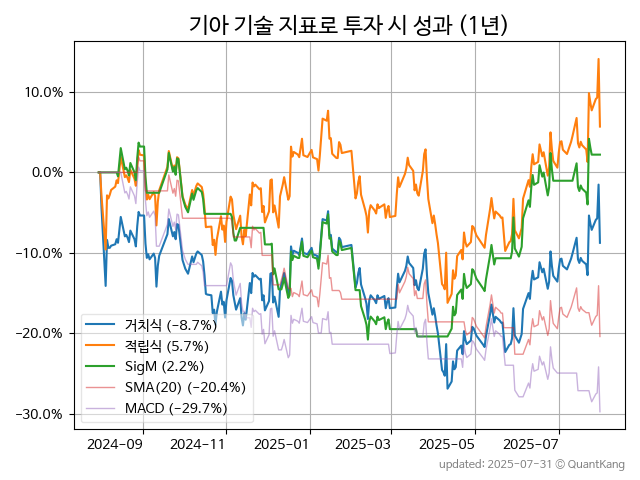 기아 기술 지표로 투자 시 성과 (1년)
10.0%
0.0%
−10.0%
−20.0%
−30.0%
거치식 (−8.7%)
적립식 (5.7%)
SigM (2.2%)
SMA(20) (−20.4%)
MACD (−29.7%)
2024-09 2024-11 2025-01 2025-03 2025-05 2025-07
updated: 2025-07-31 © QuantKang